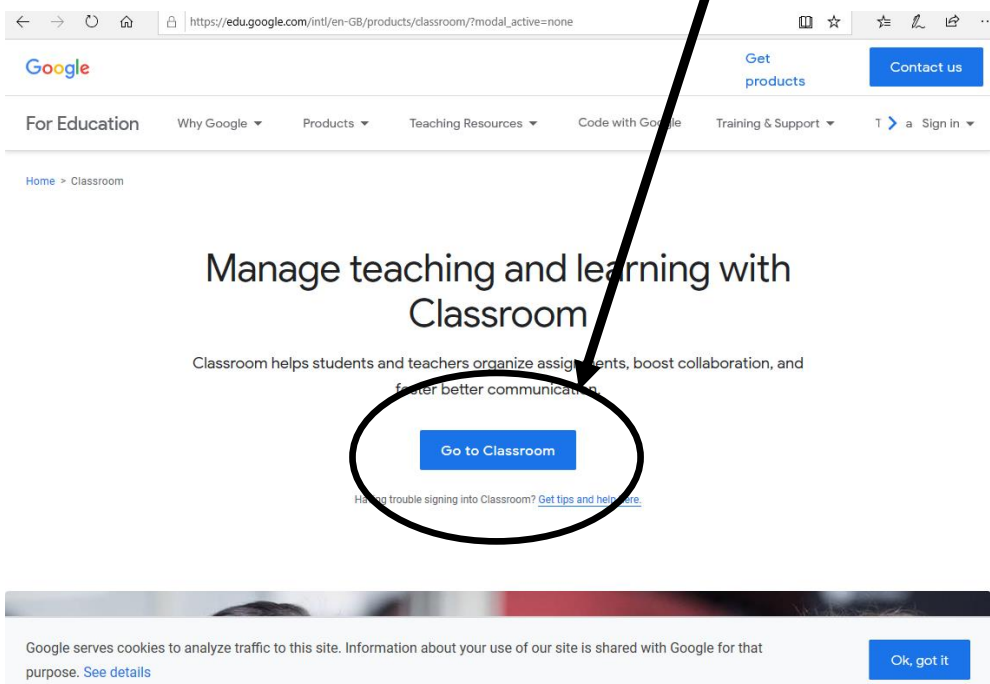 https://edu.google.com/intl/en-GB/products/classroom/?modal_active=none
Google
Get
products
Contact us
For Education Why Google Products Teaching Resources Code with Google Training & Support T a Sign in
Home > Classroom
Manage teaching and learning with
Classroom
Classroom helps students and teachers organize assignments, boost collaboration, and
foster better communication.
Go to Classroom
Having trouble signing into Classroom? Get tips and help here.
Google serves cookies to analyze traffic to this site. Information about your use of our site is shared with Google for that
purpose. See details
Ok, got it